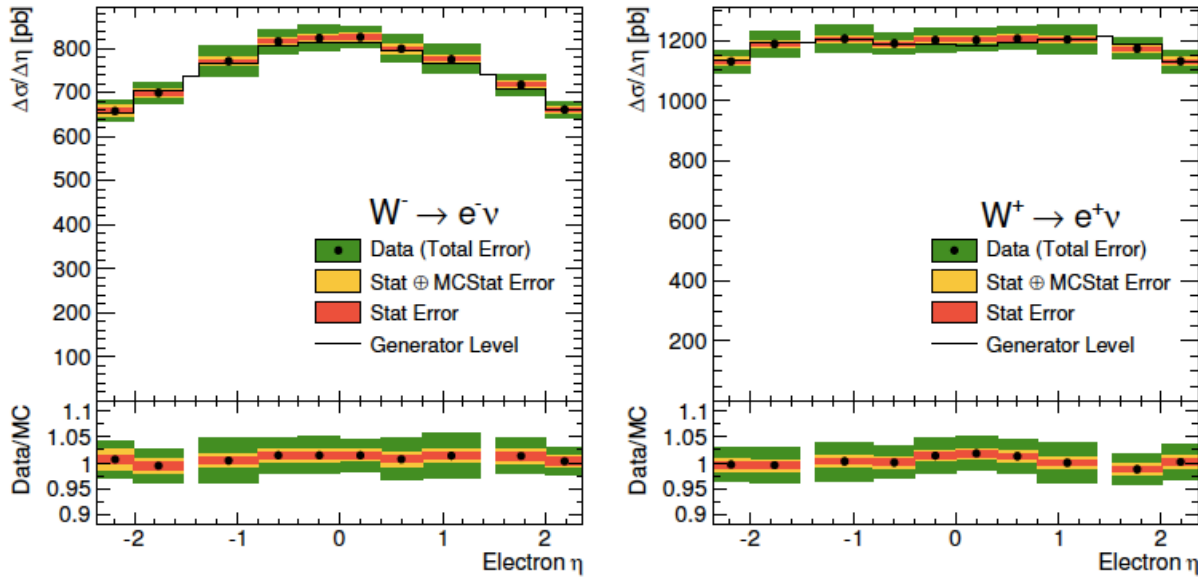 Δσ/Δη [pb]
800
700
600
500
400
300
200
100
W⁻ → e⁻ν
Data (Total Error)
Stat ⊕ MCStat Error
Stat Error
Generator Level
Data/MC
1.1
1.05
1
0.95
0.9
-2 -1 0 1 2
Electron η
Δσ/Δη [pb]
1200
1000
800
600
400
200
W⁺ → e⁺ν
Data (Total Error)
Stat ⊕ MCStat Error
Stat Error
Generator Level
Data/MC
1.1
1.05
1
0.95
0.9
-2 -1 0 1 2
Electron η